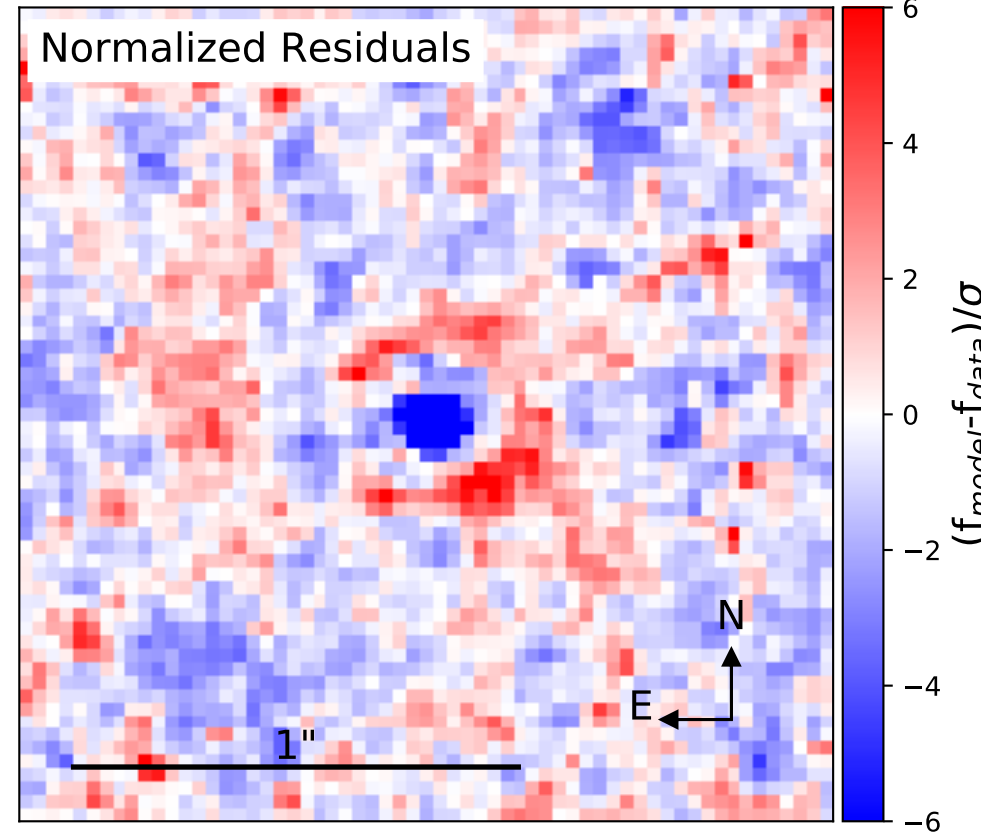 Normalized Residuals
6
4
2
0
−2
−4
−6
(f_model-f_data)/σ
N
E
1"